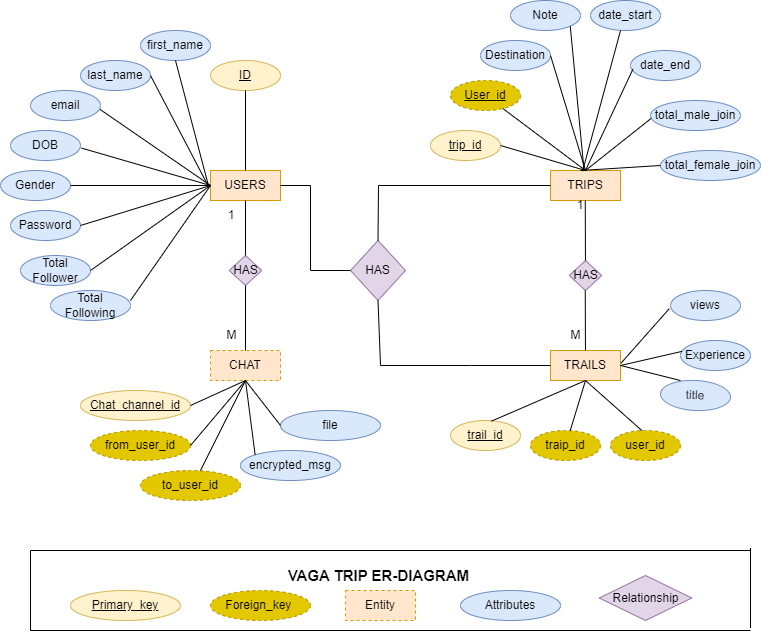 Note
date_start
first_name
Destination
date_end
last_name
ID
User_id
email
total_male_join
DOB
trip_id
total_female_join
Gender
USERS
TRIPS
1
1
Password
Total
Follower
HAS
HAS
HAS
Total
Following
views
M
M
CHAT
TRAILS
Experience
title
Chat_channel_id
file
from_user_id
trail_id
traip_id
user_id
encrypted_msg
to_user_id
VAGA TRIP ER-DIAGRAM
Primary_key
Foreign_key
Entity
Attributes
Relationship